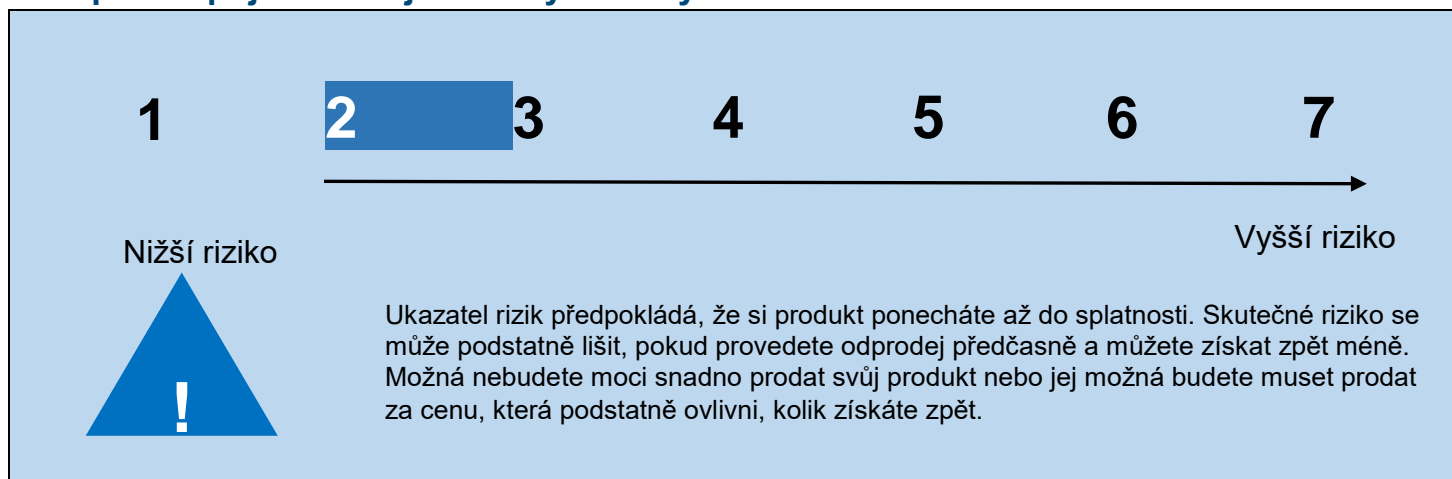 1 2 3 4 5 6 7
Nižší riziko
Vyšší riziko
!
Ukazatel rizik předpokládá, že si produkt ponecháte až do splatnosti. Skutečné riziko se
může podstatně lišit, pokud provedete odprodej předčasně a můžete získat zpět méně.
Možná nebudete moci snadno prodat svůj produkt nebo jej možná budete muset prodat
za cenu, která podstatně ovlivni, kolik získáte zpět.